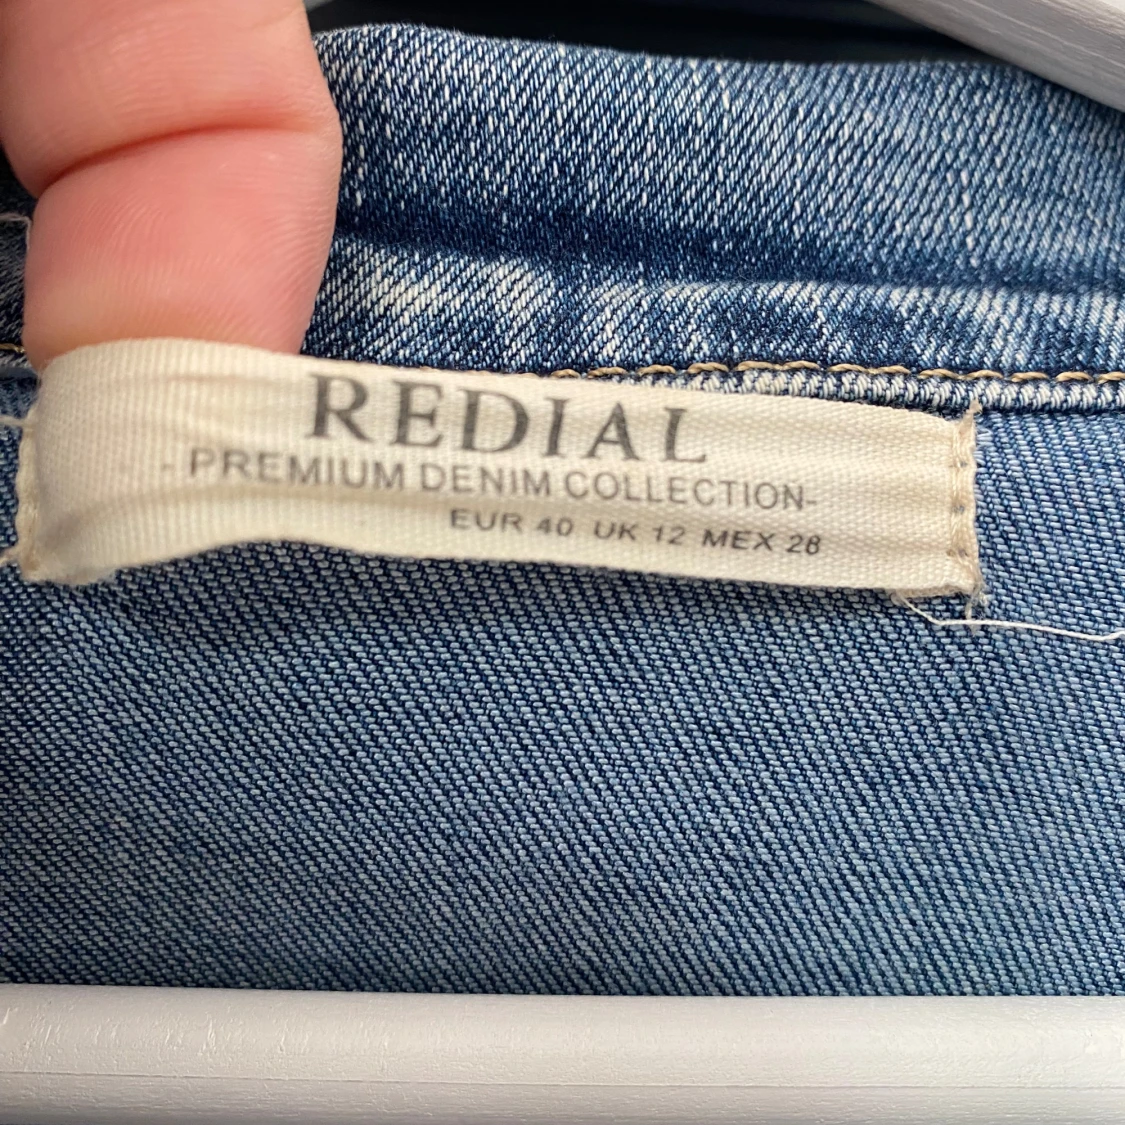 REDIAL
- PREMIUM DENIM COLLECTION-
EUR 40 UK 12 MEX 28